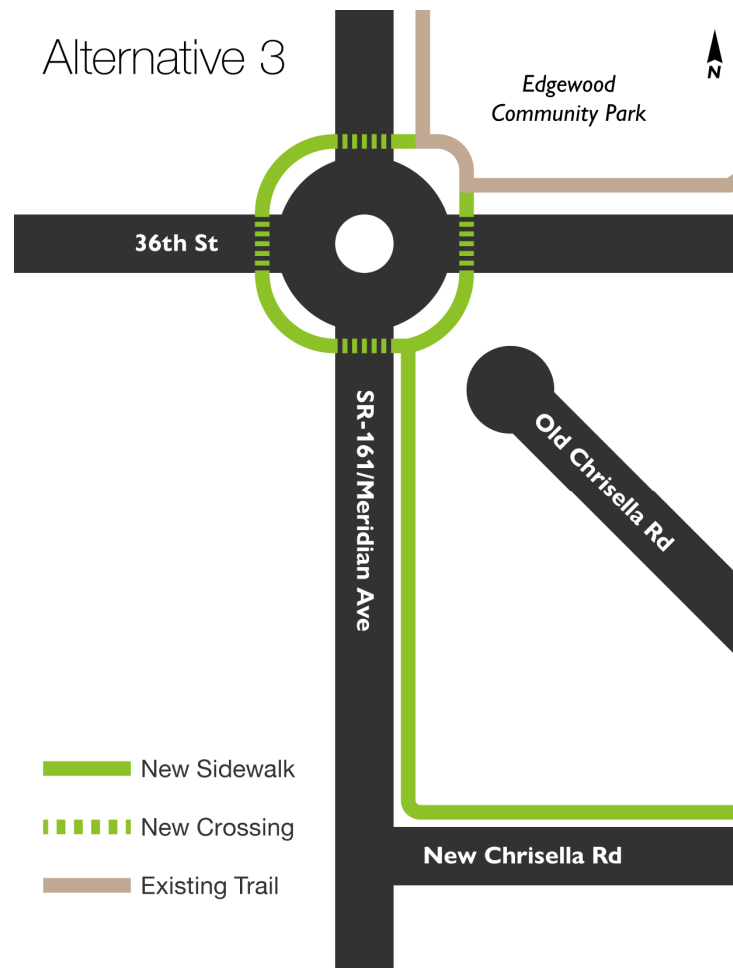 Alternative 3
N
Edgewood
Community Park
36th St
SR-161/Meridian Ave
Old Chrisella Rd
New Sidewalk
New Crossing
Existing Trail
New Chrisella Rd